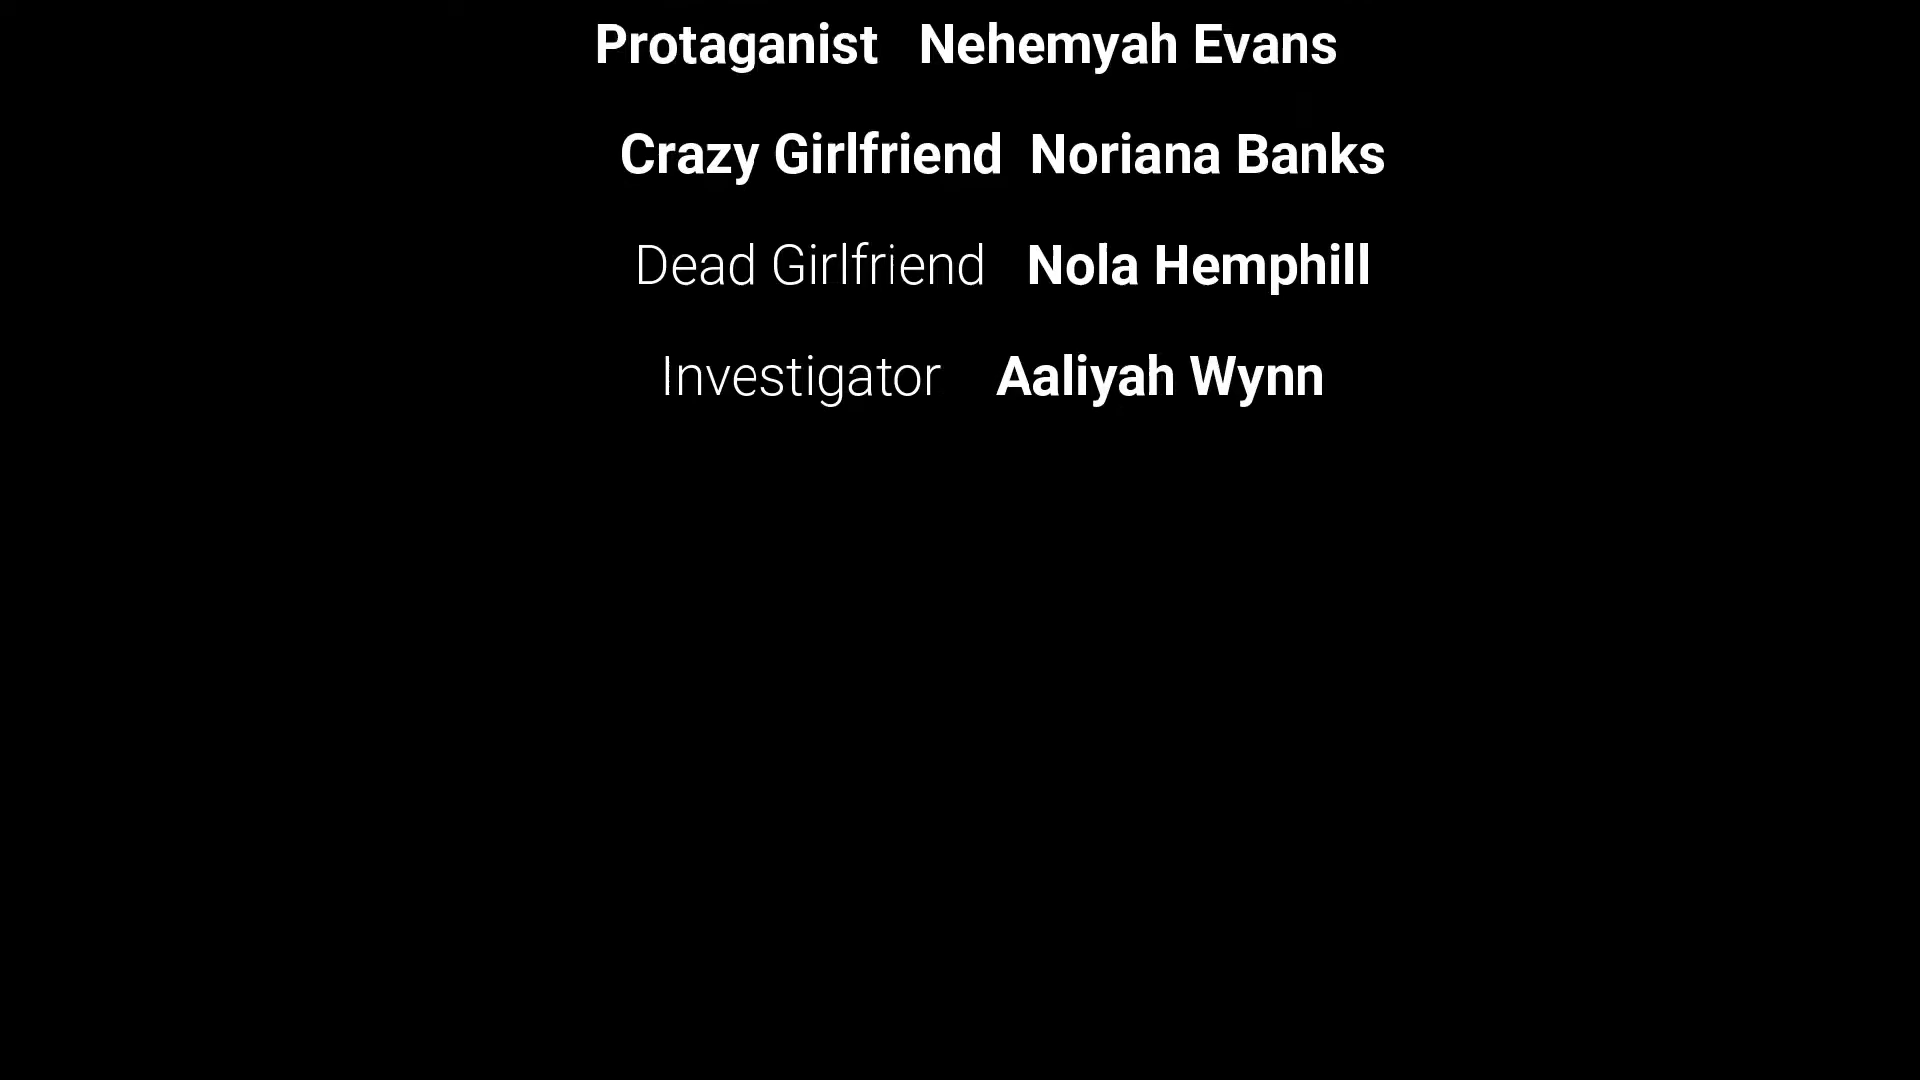 Protaganist Nehemyah Evans
Crazy Girlfriend Noriana Banks
Dead Girlfriend Nola Hemphill
Investigator Aaliyah Wynn